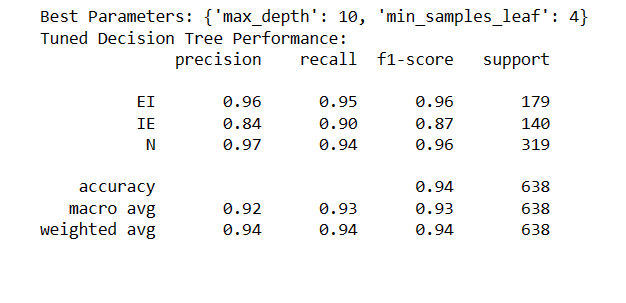 Best Parameters: {'max_depth': 10, 'min_samples_leaf': 4}
Tuned Decision Tree Performance:
precision recall f1-score support
EI 0.96 0.95 0.96 179
IE 0.84 0.90 0.87 140
N 0.97 0.94 0.96 319
accuracy 0.94 638
macro avg 0.92 0.93 0.93 638
weighted avg 0.94 0.94 0.94 638